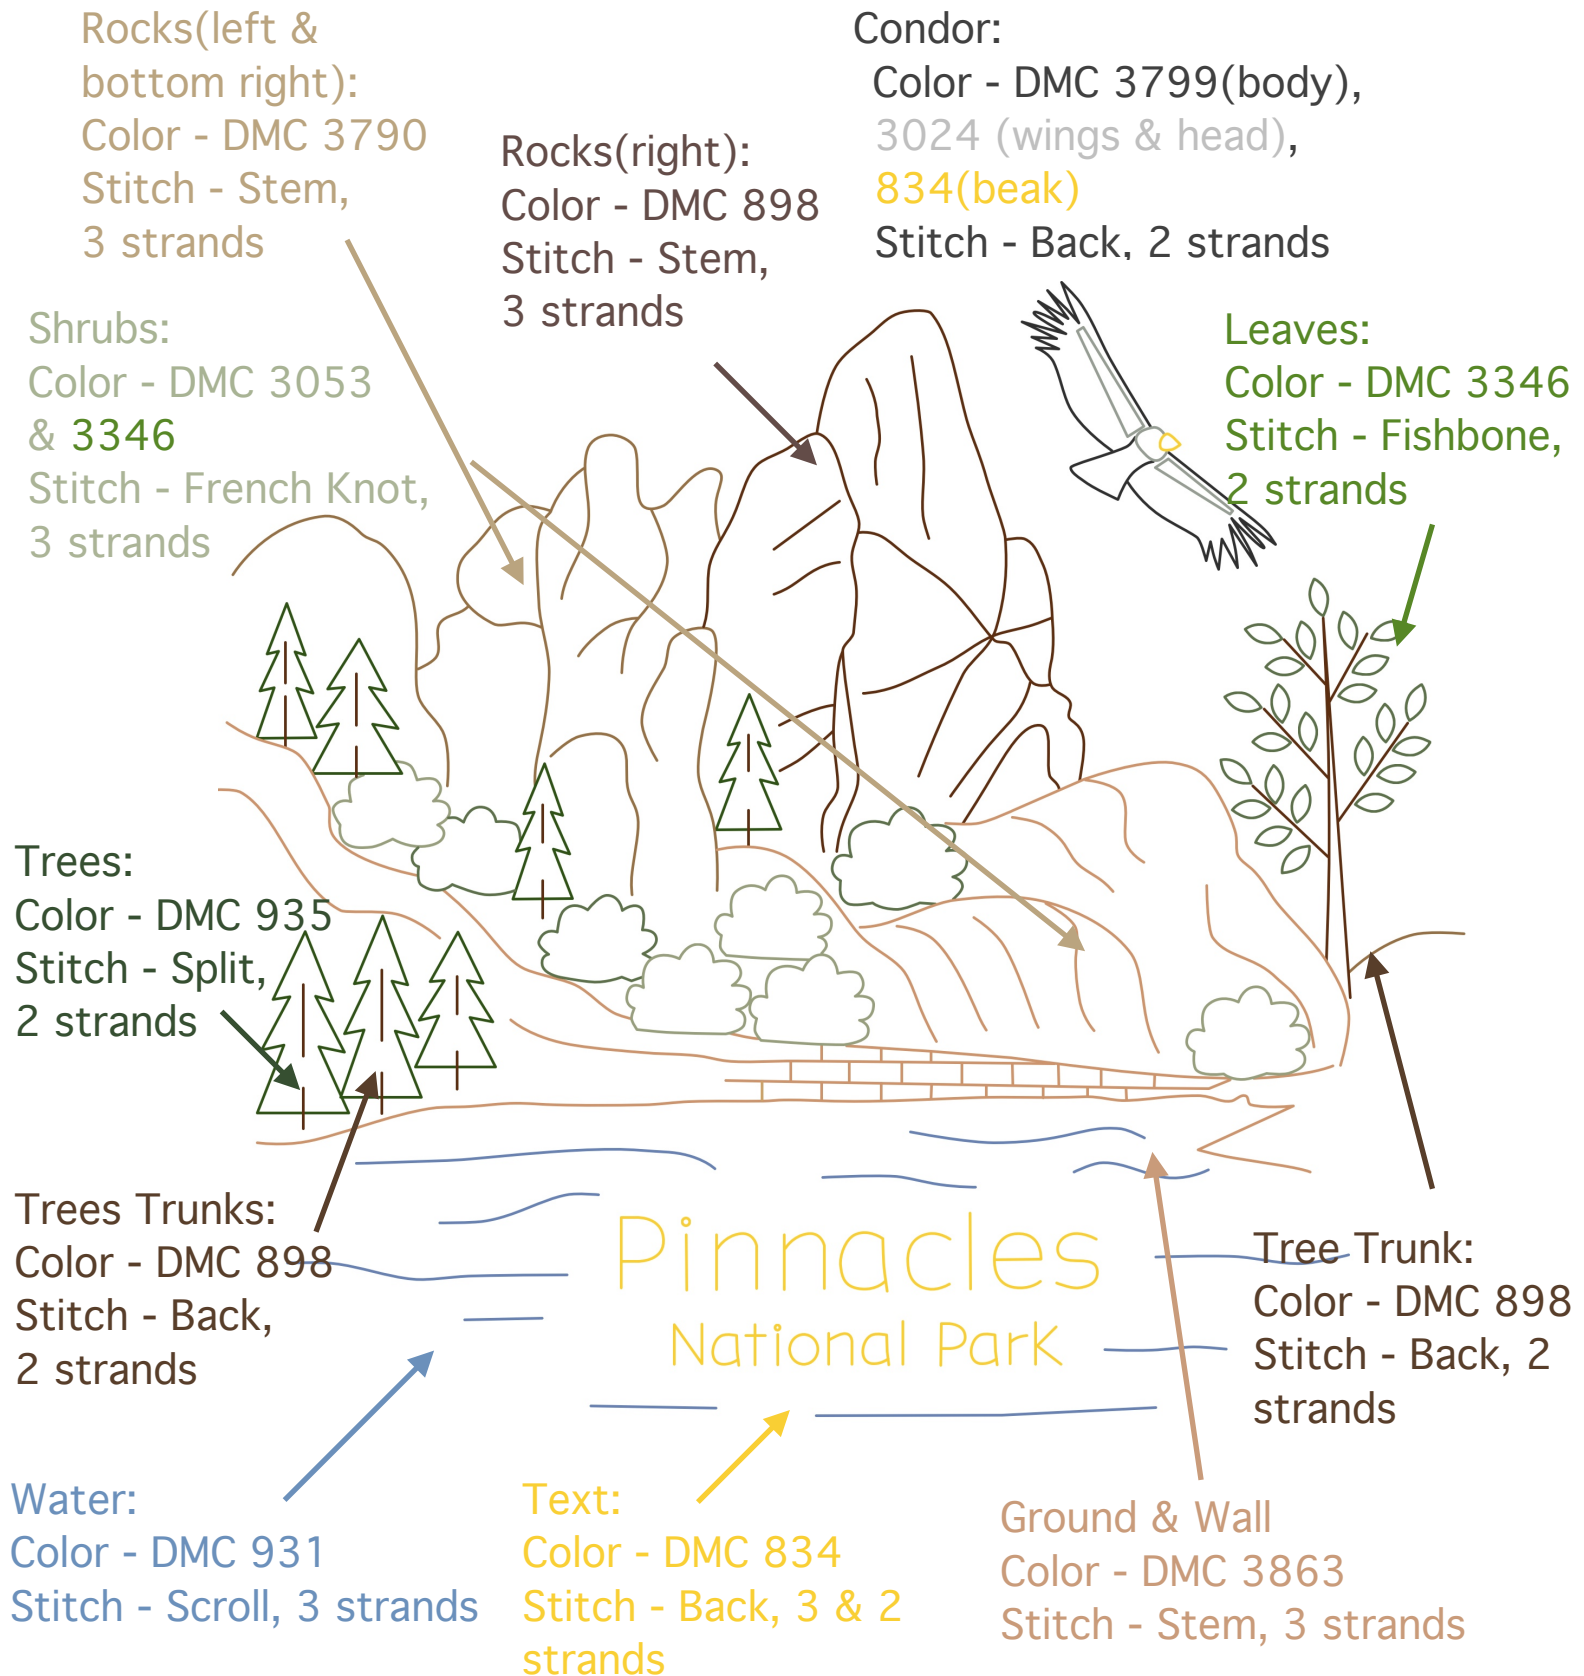 Rocks(left &
bottom right):
Color - DMC 3790
Stitch - Stem,
3 strands
Rocks(right):
Color - DMC 898
Stitch - Stem,
3 strands
Condor:
Color - DMC 3799(body),
3024 (wings & head),
834(beak)
Stitch - Back, 2 strands
Shrubs:
Color - DMC 3053
& 3346
Stitch - French Knot,
3 strands
Leaves:
Color - DMC 3346
Stitch - Fishbone,
2 strands
Trees:
Color - DMC 935
Stitch - Split,
2 strands
Trees Trunks:
Color - DMC 898
Stitch - Back,
2 strands
Pinnacles
National Park
Tree Trunk:
Color - DMC 898
Stitch - Back, 2
strands
Water:
Color - DMC 931
Stitch - Scroll, 3 strands
Text:
Color - DMC 834
Stitch - Back, 3 & 2
strands
Ground & Wall
Color - DMC 3863
Stitch - Stem, 3 strands